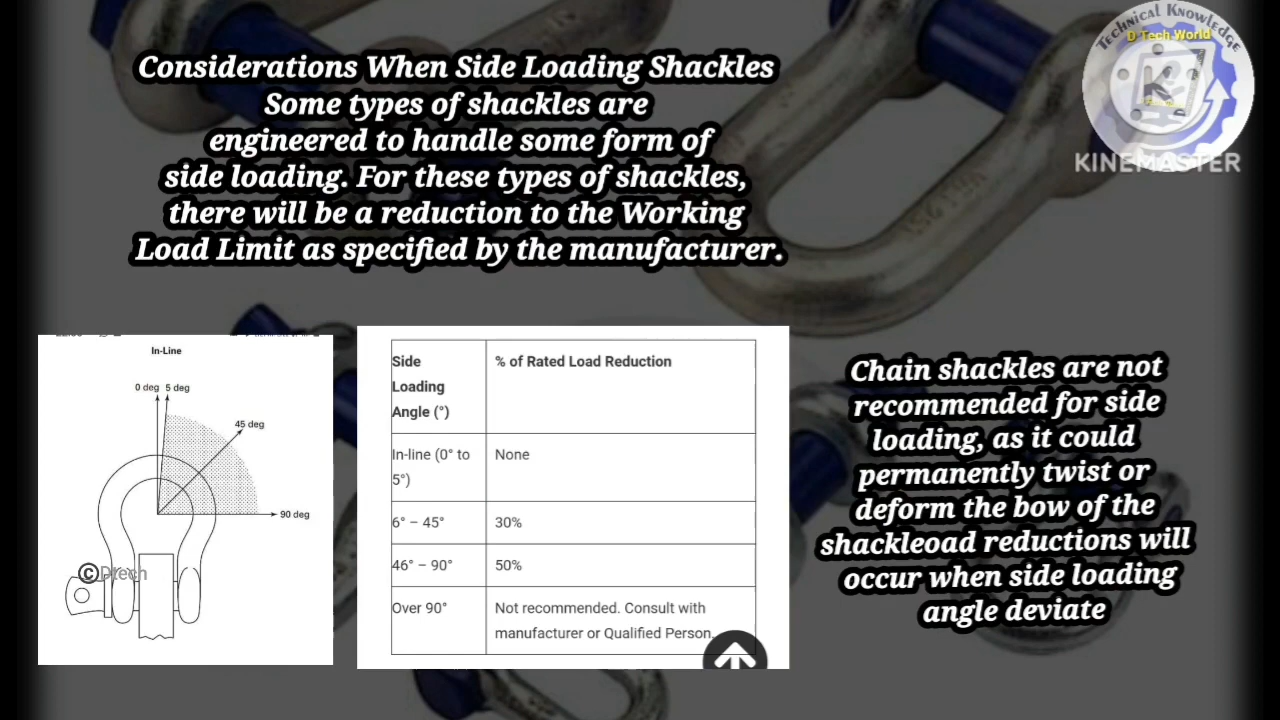 Considerations When Side Loading Shackles
Some types of shackles are
engineered to handle some form of
side loading. For these types of shackles,
there will be a reduction to the Working
Load Limit as specified by the manufacturer.
Technical Knowledge
D Tech World
K
KINEMASTER
In-Line
0 deg 5 deg
45 deg
90 deg
©Dtech
Side
Loading
Angle (°)
% of Rated Load Reduction
In-line (0° to
5°)
None
6° – 45°
30%
46° – 90°
50%
Over 90°
Not recommended. Consult with
manufacturer or Qualified Person.
Chain shackles are not
recommended for side
loading, as it could
permanently twist or
deform the bow of the
shackleoad reductions will
occur when side loading
angle deviate